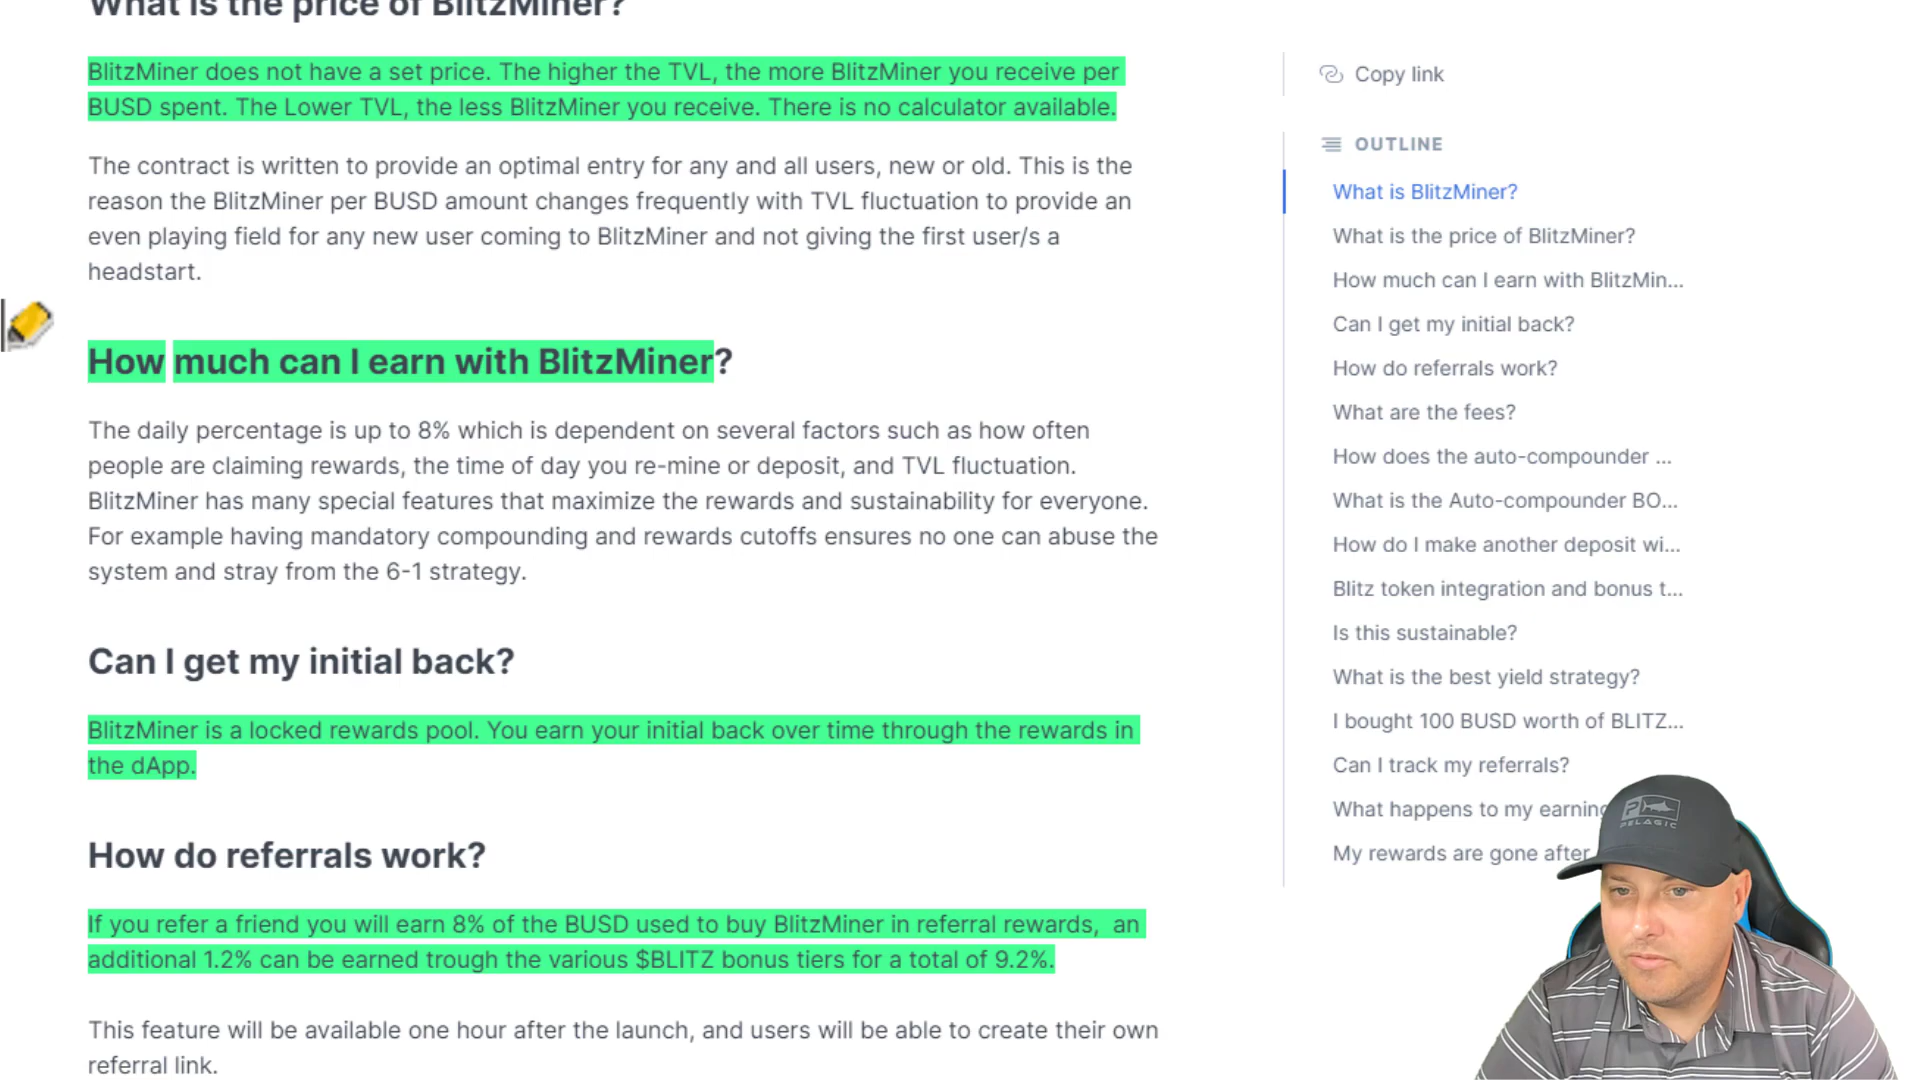 What is the price of BlitzMiner?
BlitzMiner does not have a set price. The higher the TVL, the more BlitzMiner you receive per
BUSD spent. The Lower TVL, the less BlitzMiner you receive. There is no calculator available.
The contract is written to provide an optimal entry for any and all users, new or old. This is the
reason the BlitzMiner per BUSD amount changes frequently with TVL fluctuation to provide an
even playing field for any new user coming to BlitzMiner and not giving the first user/s a
headstart.
How much can I earn with BlitzMiner?
The daily percentage is up to 8% which is dependent on several factors such as how often
people are claiming rewards, the time of day you re-mine or deposit, and TVL fluctuation.
BlitzMiner has many special features that maximize the rewards and sustainability for everyone.
For example having mandatory compounding and rewards cutoffs ensures no one can abuse the
system and stray from the 6-1 strategy.
Can I get my initial back?
BlitzMiner is a locked rewards pool. You earn your initial back over time through the rewards in
the dApp.
How do referrals work?
If you refer a friend you will earn 8% of the BUSD used to buy BlitzMiner in referral rewards,  an
additional 1.2% can be earned trough the various $BLITZ bonus tiers for a total of 9.2%.
This feature will be available one hour after the launch, and users will be able to create their own
referral link.
Copy link
OUTLINE
What is BlitzMiner?
What is the price of BlitzMiner?
How much can I earn with BlitzMin...
Can I get my initial back?
How do referrals work?
What are the fees?
How does the auto-compounder ...
What is the Auto-compounder BO...
How do I make another deposit wi...
Blitz token integration and bonus t...
Is this sustainable?
What is the best yield strategy?
I bought 100 BUSD worth of BLITZ...
Can I track my referrals?
What happens to my earning
My rewards are gone after
PELAGIC